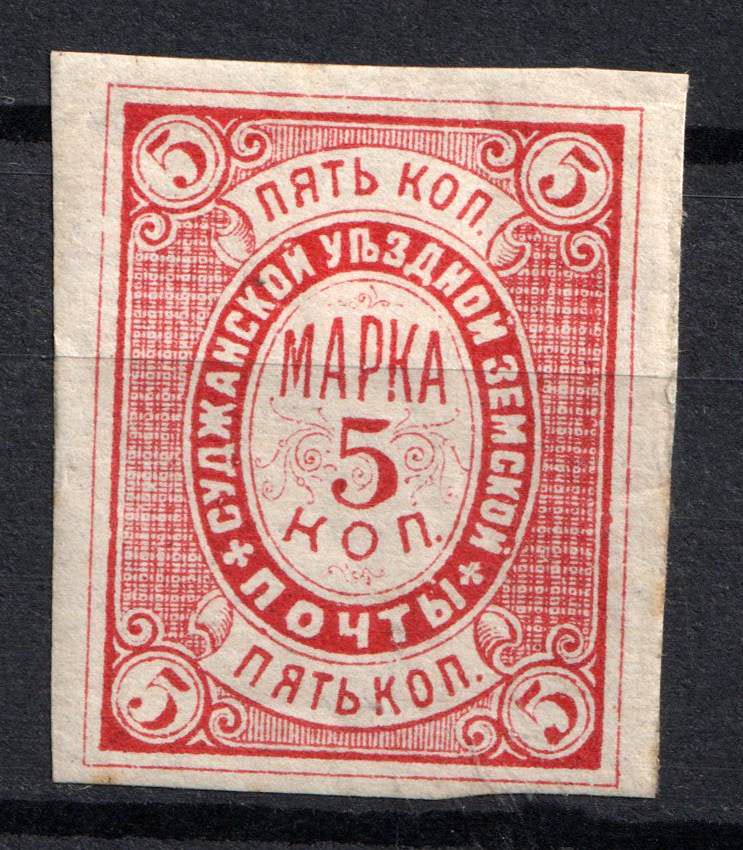 5 5
ПЯТЬ КОП.
СУДЖАНСКОЙ УѢЗДНОЙ ЗЕМСКОЙ
МАРКА
5
КОП.
* ПОЧТЫ *
ПЯТЬ КОП.
5 5